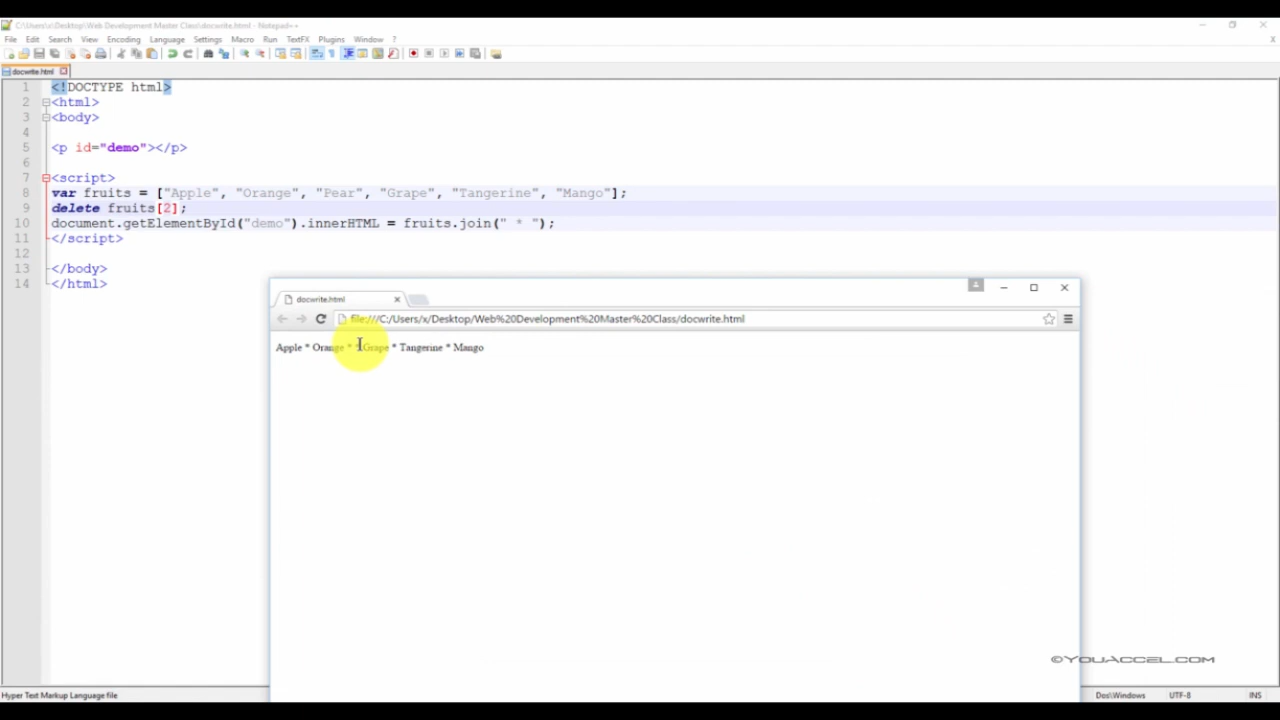 C:\Users\x\Desktop\Web Development Master Class\docwrite.html - Notepad++
File Edit Search View Encoding Language Settings Macro Run TextFX Plugins Window ? X
docwrite.html
1 <!DOCTYPE html>
2 <html>
3 <body>
4
5 <p id="demo"></p>
6
7 <script>
8 var fruits = ["Apple", "Orange", "Pear", "Grape", "Tangerine", "Mango"];
9 delete fruits[2];
10 document.getElementById("demo").innerHTML = fruits.join(" * ");
11 </script>
12
13 </body>
14 </html>
docwrite.html
file:///C:/Users/x/Desktop/Web%20Development%20Master%20Class/docwrite.html
Apple * Orange * * Grape * Tangerine * Mango
©YOUACCEL.COM
Hyper Text Markup Language file Dos\Windows UTF-8 INS